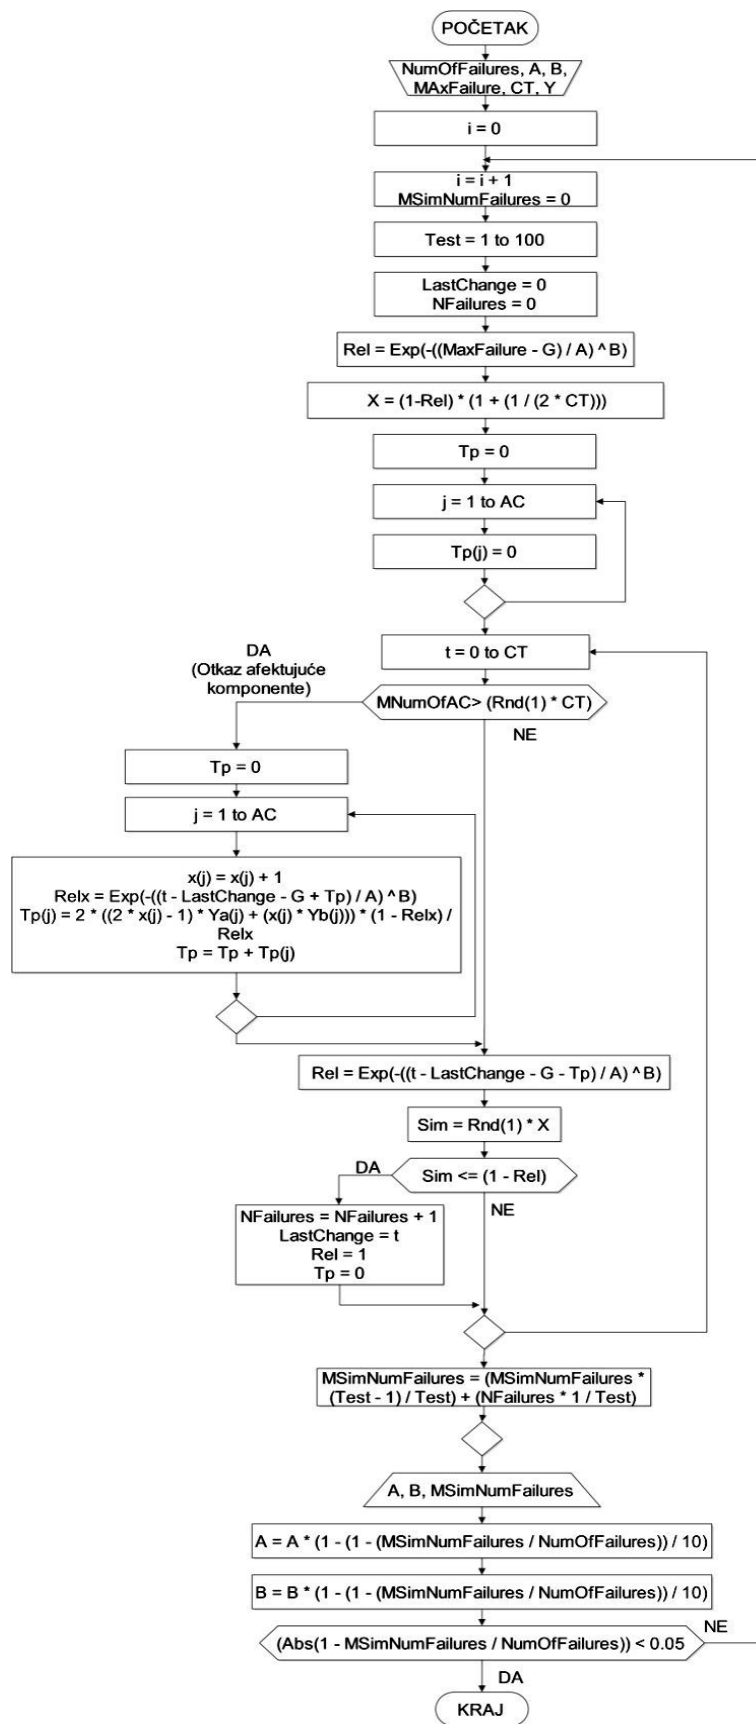 POČETAK
NumOfFailures, A, B,
MAxFailure, CT, Y
i = 0
i = i + 1
MSimNumFailures = 0
Test = 1 to 100
LastChange = 0
NFailures = 0
Rel = Exp(-((MaxFailure - G) / A) ^ B)
X = (1-Rel) * (1 + (1 / (2 * CT)))
Tp = 0
j = 1 to AC
Tp(j) = 0
t = 0 to CT
DA
(Otkaz afektujuće
komponente)
MNumOfAC> (Rnd(1) * CT)
NE
Tp = 0
j = 1 to AC
x(j) = x(j) + 1
Relx = Exp(-((t - LastChange - G + Tp) / A) ^ B)
Tp(j) = 2 * ((2 * x(j) - 1) * Ya(j) + (x(j) * Yb(j))) * (1 - Relx) /
Relx
Tp = Tp + Tp(j)
Rel = Exp(-((t - LastChange - G - Tp) / A) ^ B)
Sim = Rnd(1) * X
DA
Sim <= (1 - Rel)
NE
NFailures = NFailures + 1
LastChange = t
Rel = 1
Tp = 0
MSimNumFailures = (MSimNumFailures *
(Test - 1) / Test) + (NFailures * 1 / Test)
A, B, MSimNumFailures
A = A * (1 - (1 - (MSimNumFailures / NumOfFailures)) / 10)
B = B * (1 - (1 - (MSimNumFailures / NumOfFailures)) / 10)
(Abs(1 - MSimNumFailures / NumOfFailures)) < 0.05
NE
DA
KRAJ